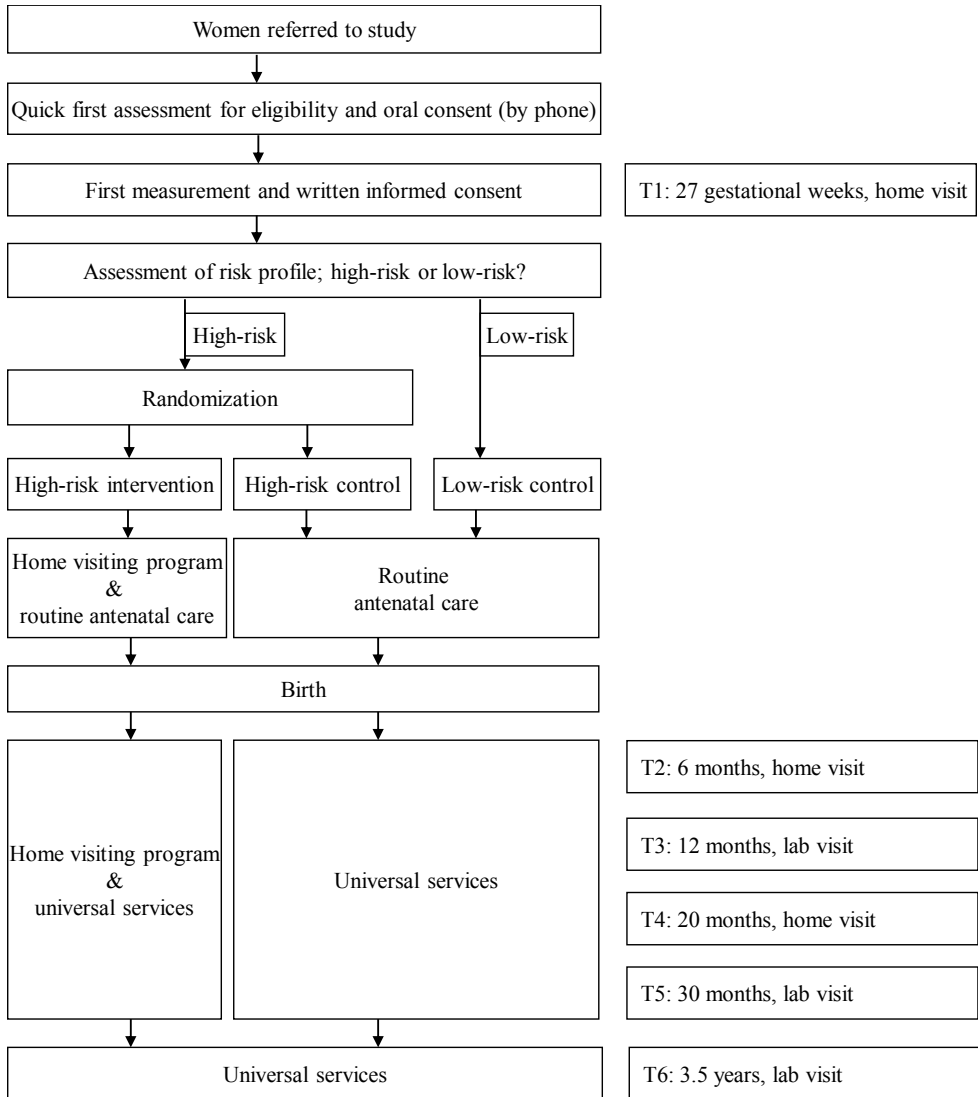 Women referred to study
Quick first assessment for eligibility and oral consent (by phone)
First measurement and written informed consent
T1: 27 gestational weeks, home visit
Assessment of risk profile; high-risk or low-risk?
High-risk
Low-risk
Randomization
High-risk intervention
High-risk control
Low-risk control
Home visiting program
&
routine antenatal care
Routine
antenatal care
Birth
Home visiting program
&
universal services
Universal services
T2: 6 months, home visit
T3: 12 months, lab visit
T4: 20 months, home visit
T5: 30 months, lab visit
Universal services
T6: 3.5 years, lab visit